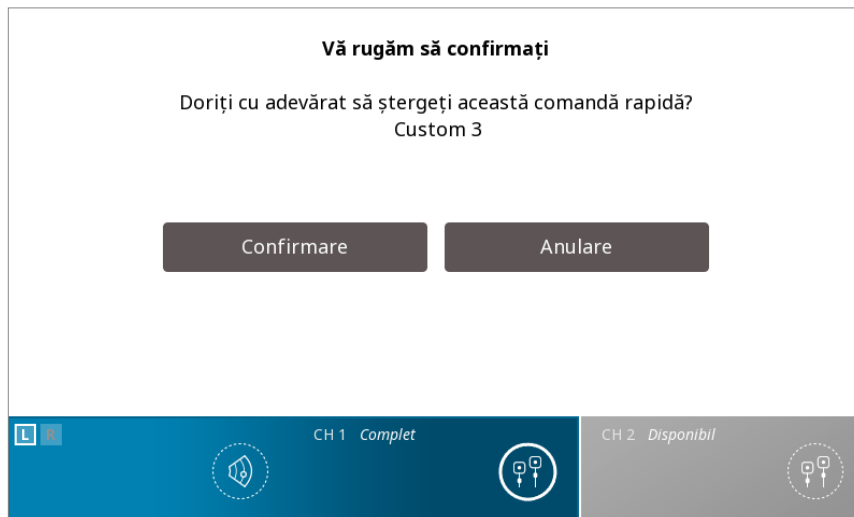 Vă rugăm să confirmați
Doriți cu adevărat să ștergeți această comandă rapidă?
Custom 3
Confirmare
Anulare
L R
CH 1 Complet
CH 2 Disponibil